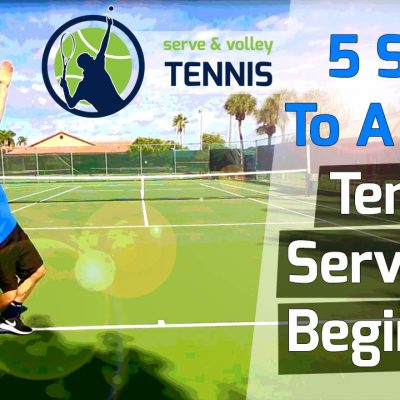 serve & volley
TENNIS
5 S
To A
Ten
Serv
Begin